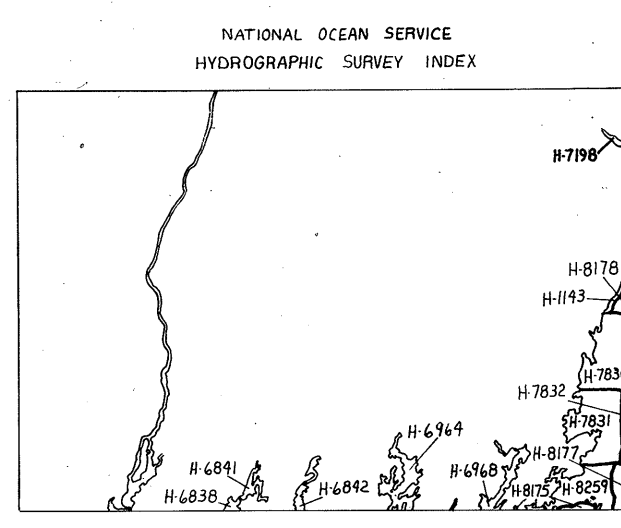 NATIONAL OCEAN SERVICE
HYDROGRAPHIC SURVEY INDEX
H-7198
H-8178
H-1143
H-783
H-7832
H-7831
H-6964
H-8177
H-6841
H-6968
H-6842
H-8175
H-8259
H-6838